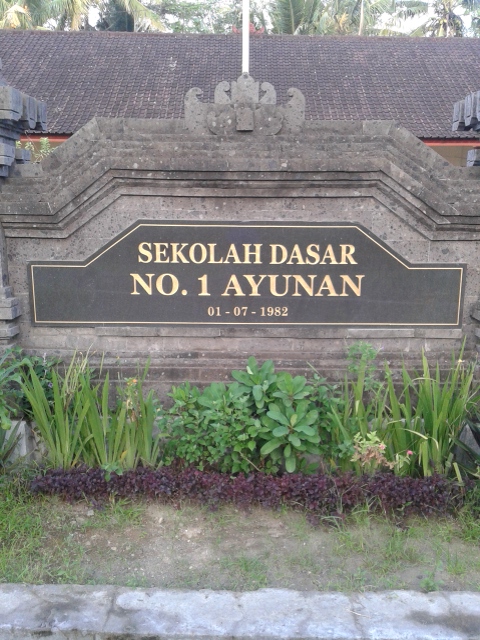 SEKOLAH DASAR
NO. 1 AYUNAN
01 - 07 - 1982